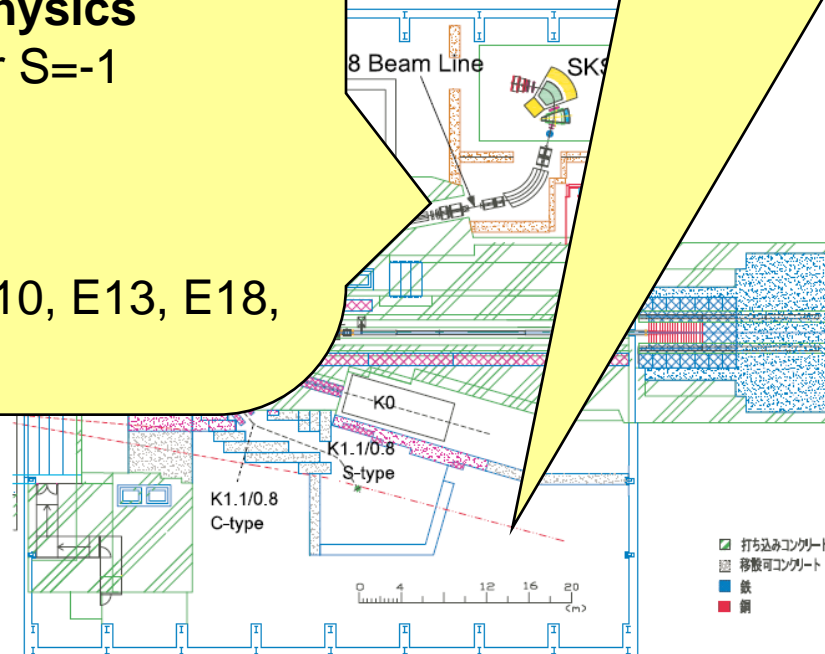 hysics
r S=-1
8 Beam Line
SKS
10, E13, E18,
K0
K1.1/0.8
S-type
K1.1/0.8
C-type
0 4 12 16 20
(m)
打ち込みコンクリート
移設可コンクリート
鉄
銅